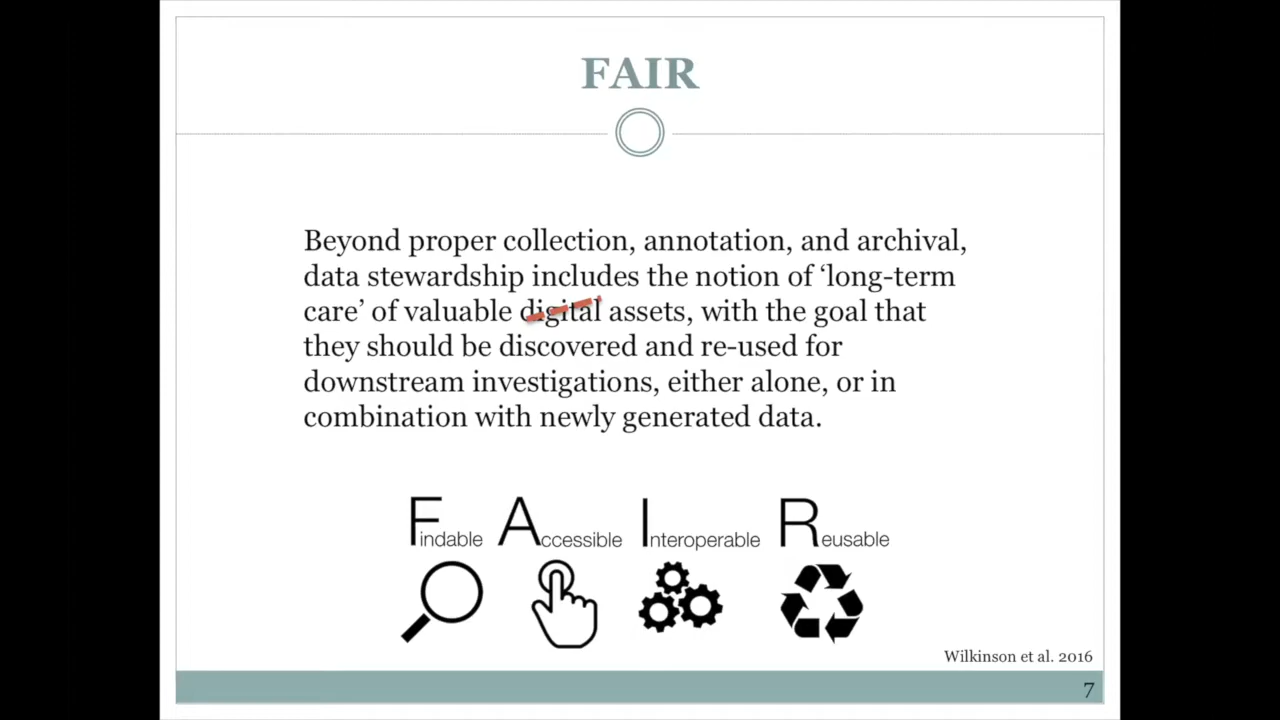 FAIR
Beyond proper collection, annotation, and archival,
data stewardship includes the notion of ‘long-term
care’ of valuable digital assets, with the goal that
they should be discovered and re-used for
downstream investigations, either alone, or in
combination with newly generated data.
Findable Accessible Interoperable Reusable
Wilkinson et al. 2016
7